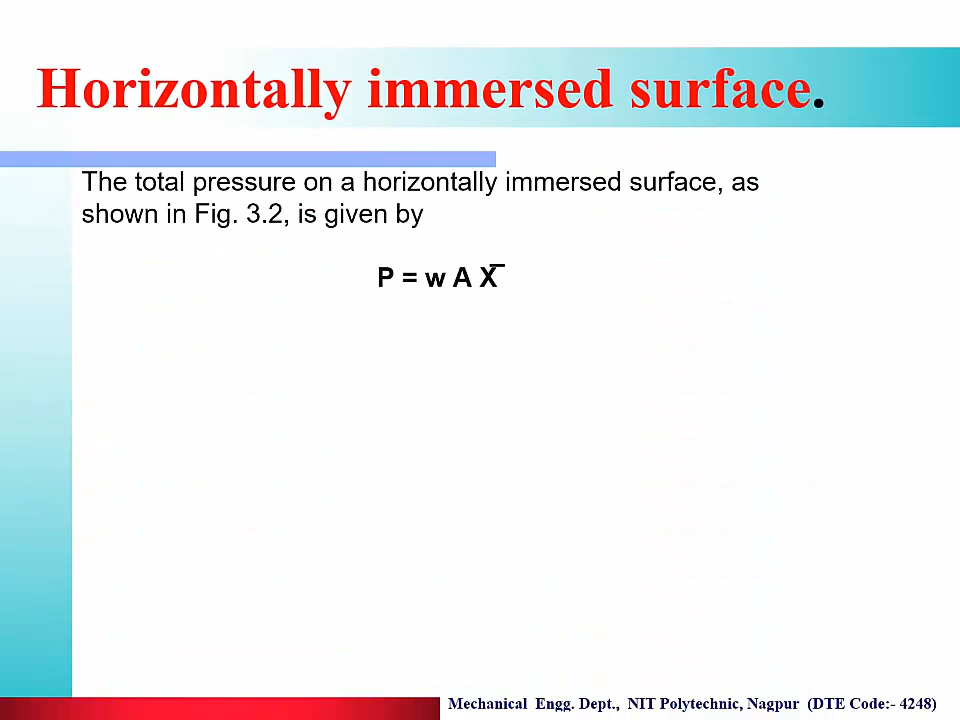 Horizontally immersed surface.
The total pressure on a horizontally immersed surface, as
shown in Fig. 3.2, is given by
P = w A X̅
Mechanical Engg. Dept., NIT Polytechnic, Nagpur (DTE Code:- 4248)